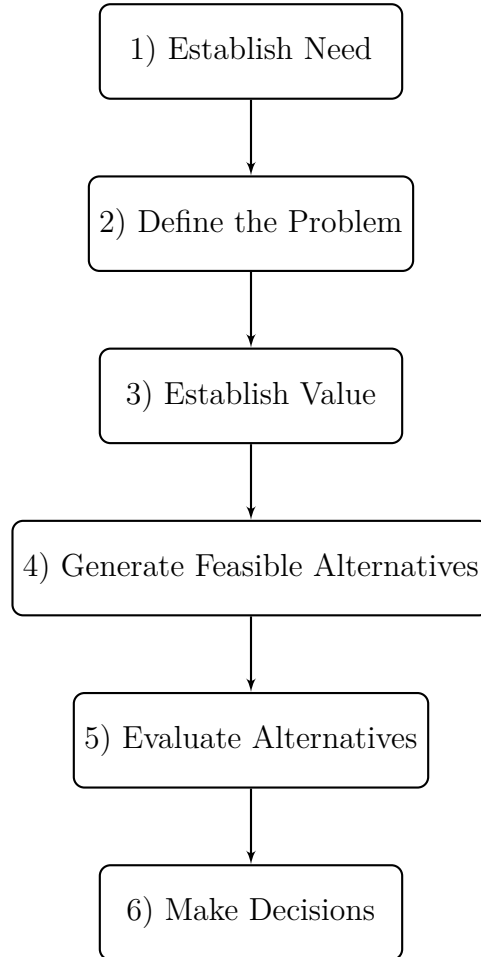 1) Establish Need
2) Define the Problem
3) Establish Value
4) Generate Feasible Alternatives
5) Evaluate Alternatives
6) Make Decisions